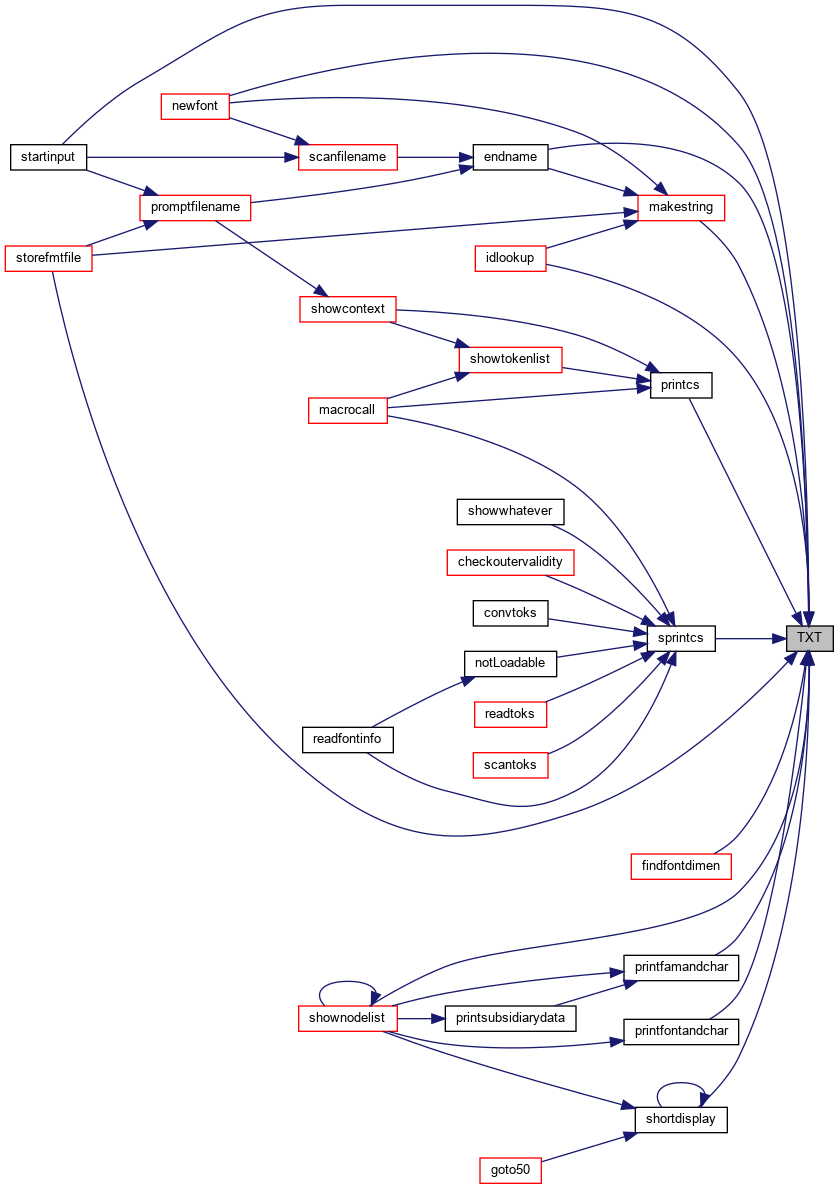 newfont
startinput
scanfilename
endname
promptfilename
makestring
storefmtfile
idlookup
showcontext
showtokenlist
printcs
macrocall
showwhatever
checkoutervalidity
convtoks
sprintcs
TXT
notLoadable
readtoks
readfontinfo
scantoks
findfontdimen
printfamandchar
shownodelist
printsubsidiarydata
printfontandchar
shortdisplay
goto50